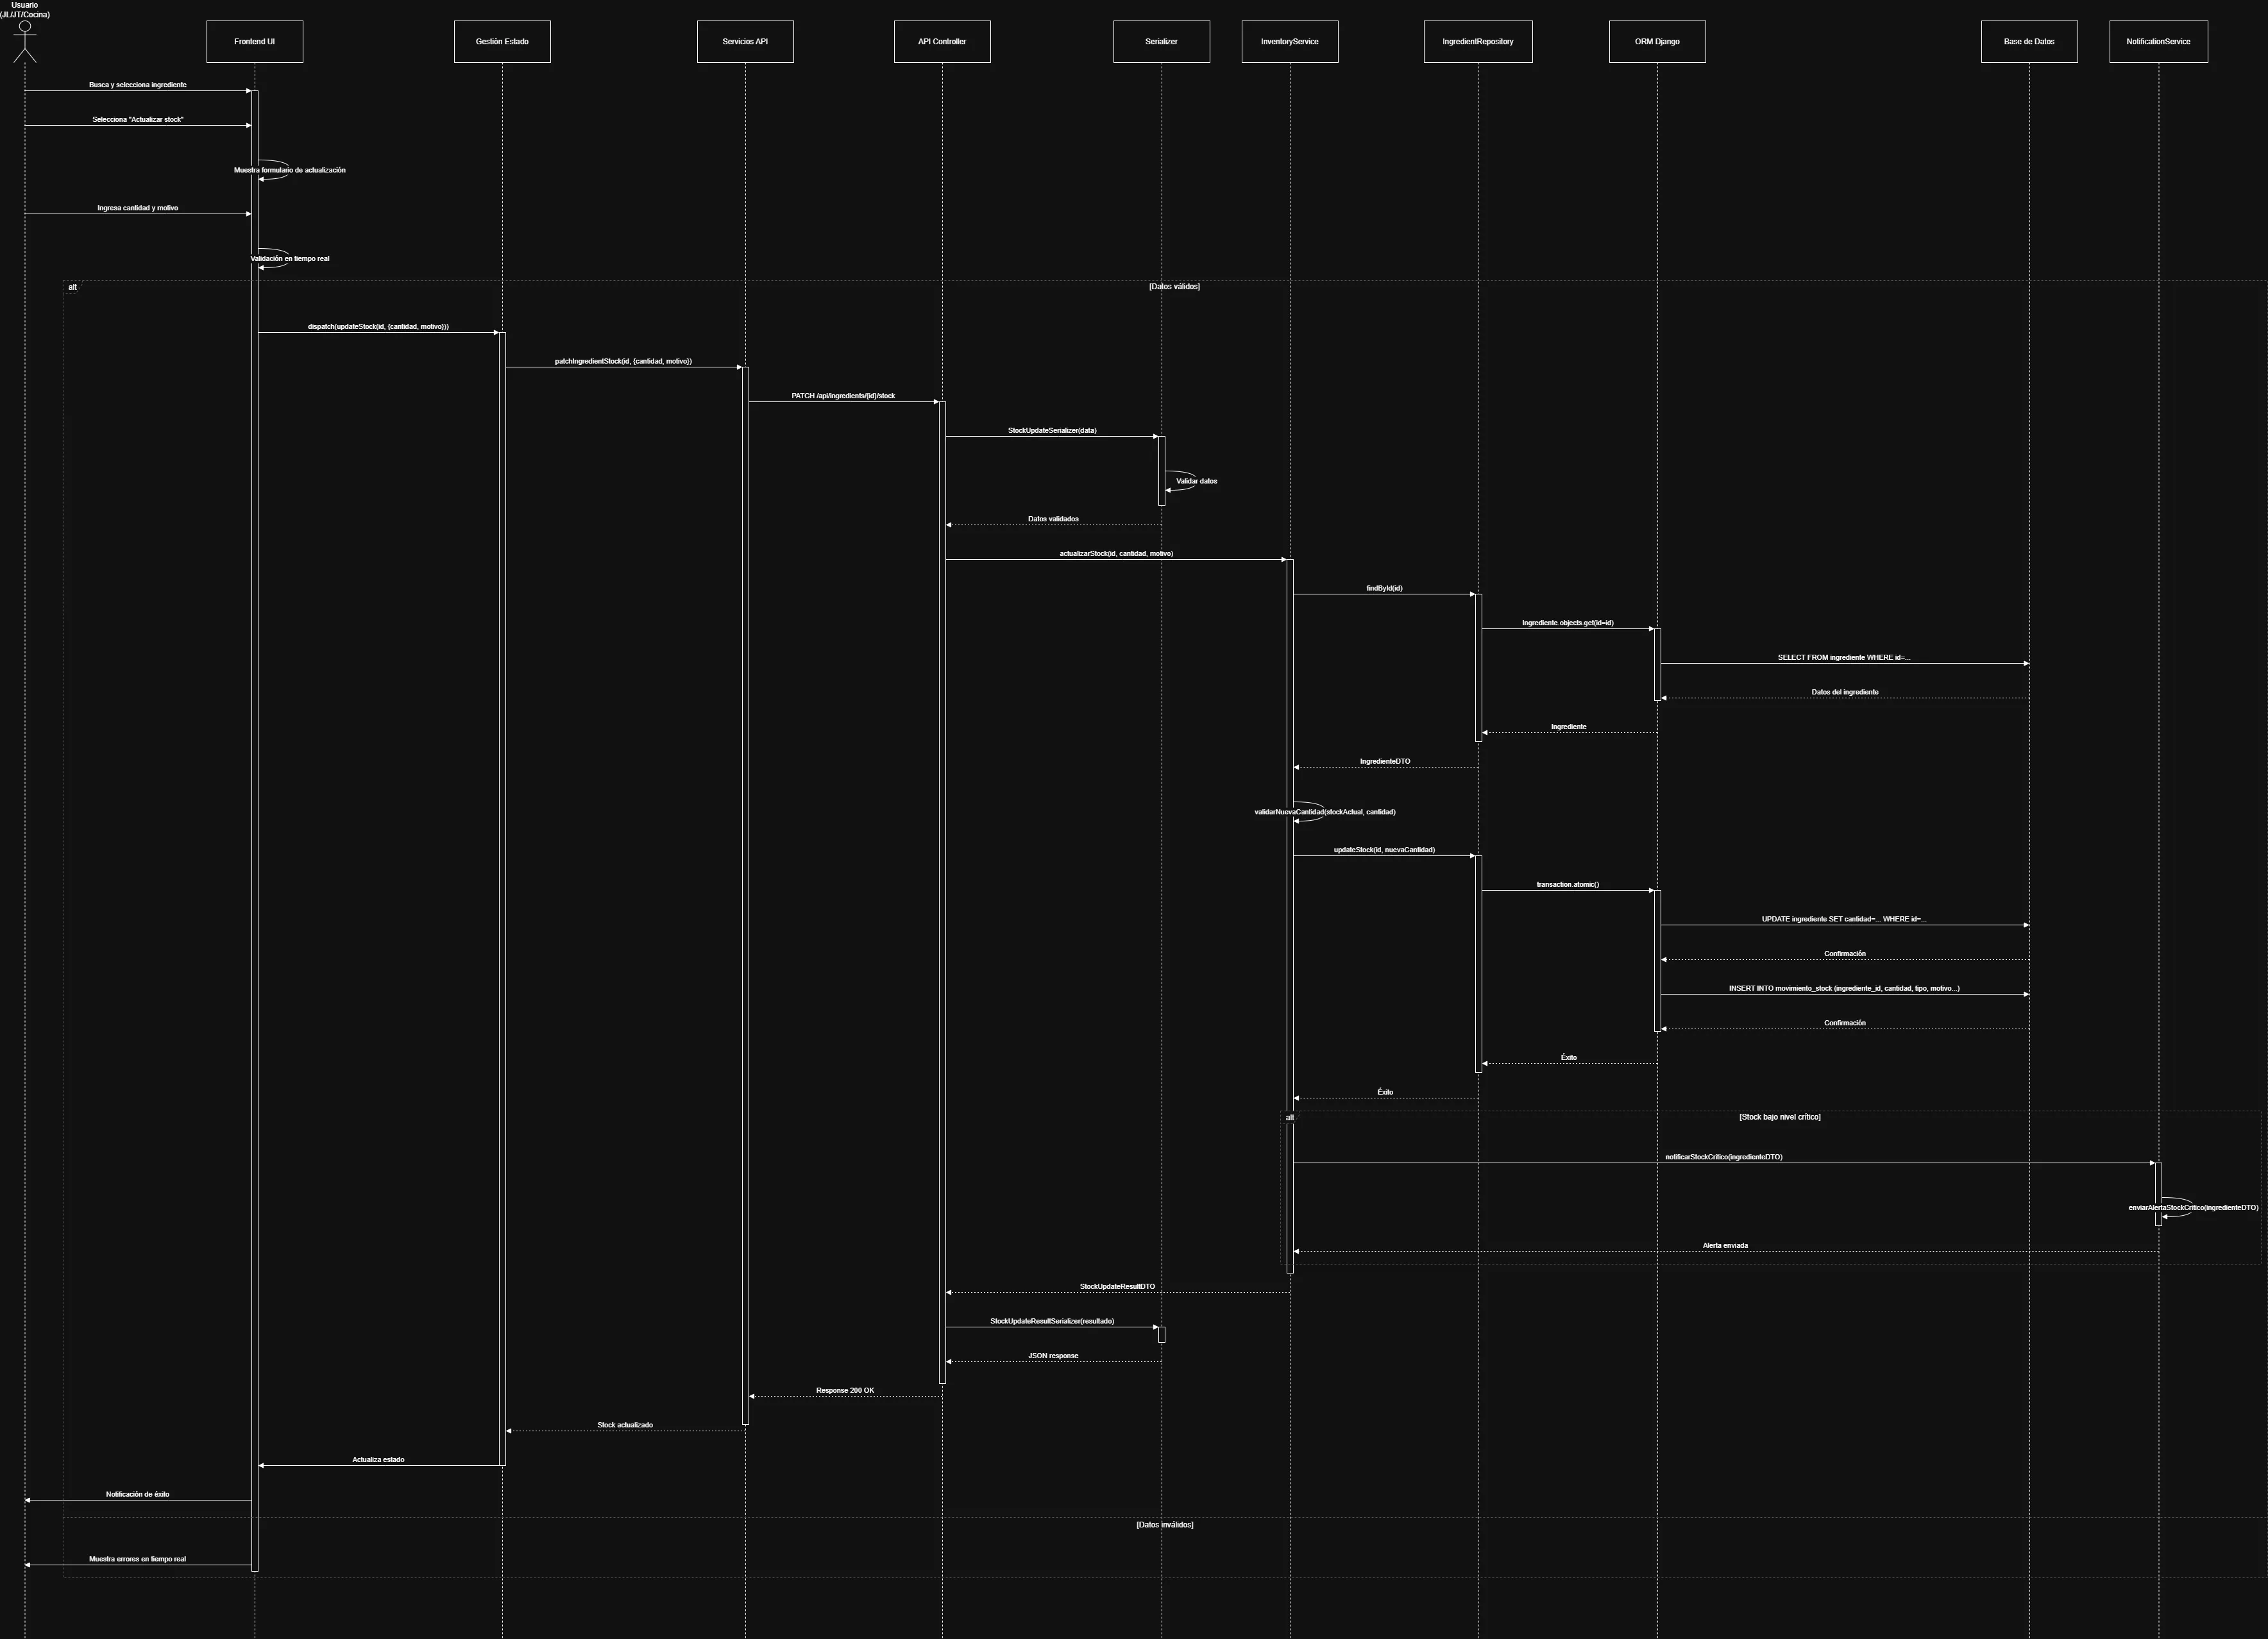 Usuario
(JL/JT/Cocina)
Frontend UI
Gestión Estado
Servicios API
API Controller
Serializer
InventoryService
IngredientRepository
ORM Django
Base de Datos
NotificationService
Busca y selecciona ingrediente
Selecciona "Actualizar stock"
Muestra formulario de actualización
Ingresa cantidad y motivo
Validación en tiempo real
alt
[Datos válidos]
dispatch(updateStock(id, {cantidad, motivo}))
patchIngredientStock(id, {cantidad, motivo})
PATCH /api/ingredients/{id}/stock
StockUpdateSerializer(data)
Validar datos
Datos validados
actualizarStock(id, cantidad, motivo)
findById(id)
Ingrediente.objects.get(id=id)
SELECT FROM ingrediente WHERE id=...
Datos del ingrediente
Ingrediente
IngredienteDTO
validarNuevaCantidad(stockActual, cantidad)
updateStock(id, nuevaCantidad)
transaction.atomic()
UPDATE ingrediente SET cantidad=... WHERE id=...
Confirmación
INSERT INTO movimiento_stock (ingrediente_id, cantidad, tipo, motivo...)
Confirmación
Éxito
Éxito
alt
[Stock bajo nivel crítico]
notificarStockCritico(ingredienteDTO)
enviarAlertaStockCritico(ingredienteDTO)
Alerta enviada
StockUpdateResultDTO
StockUpdateResultSerializer(resultado)
JSON response
Response 200 OK
Stock actualizado
Actualiza estado
Notificación de éxito
[Datos inválidos]
Muestra errores en tiempo real